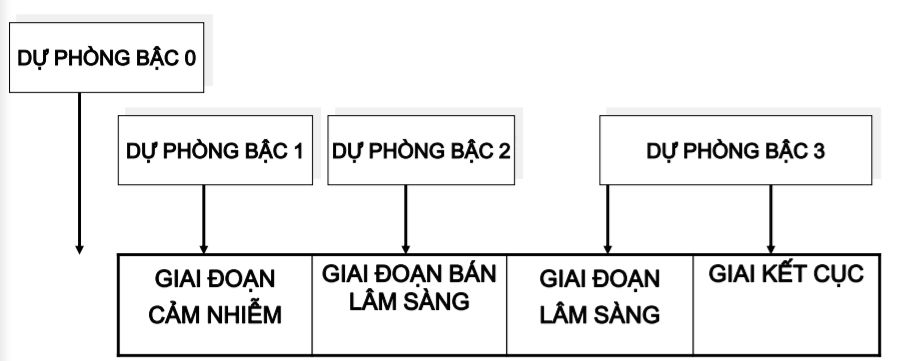 DỰ PHÒNG BẬC 0
DỰ PHÒNG BẬC 1
DỰ PHÒNG BẬC 2
DỰ PHÒNG BẬC 3
GIAI ĐOẠN
CẢM NHIỄM
GIAI ĐOẠN BÁN
LÂM SÀNG
GIAI ĐOẠN
LÂM SÀNG
GIAI KẾT CỤC